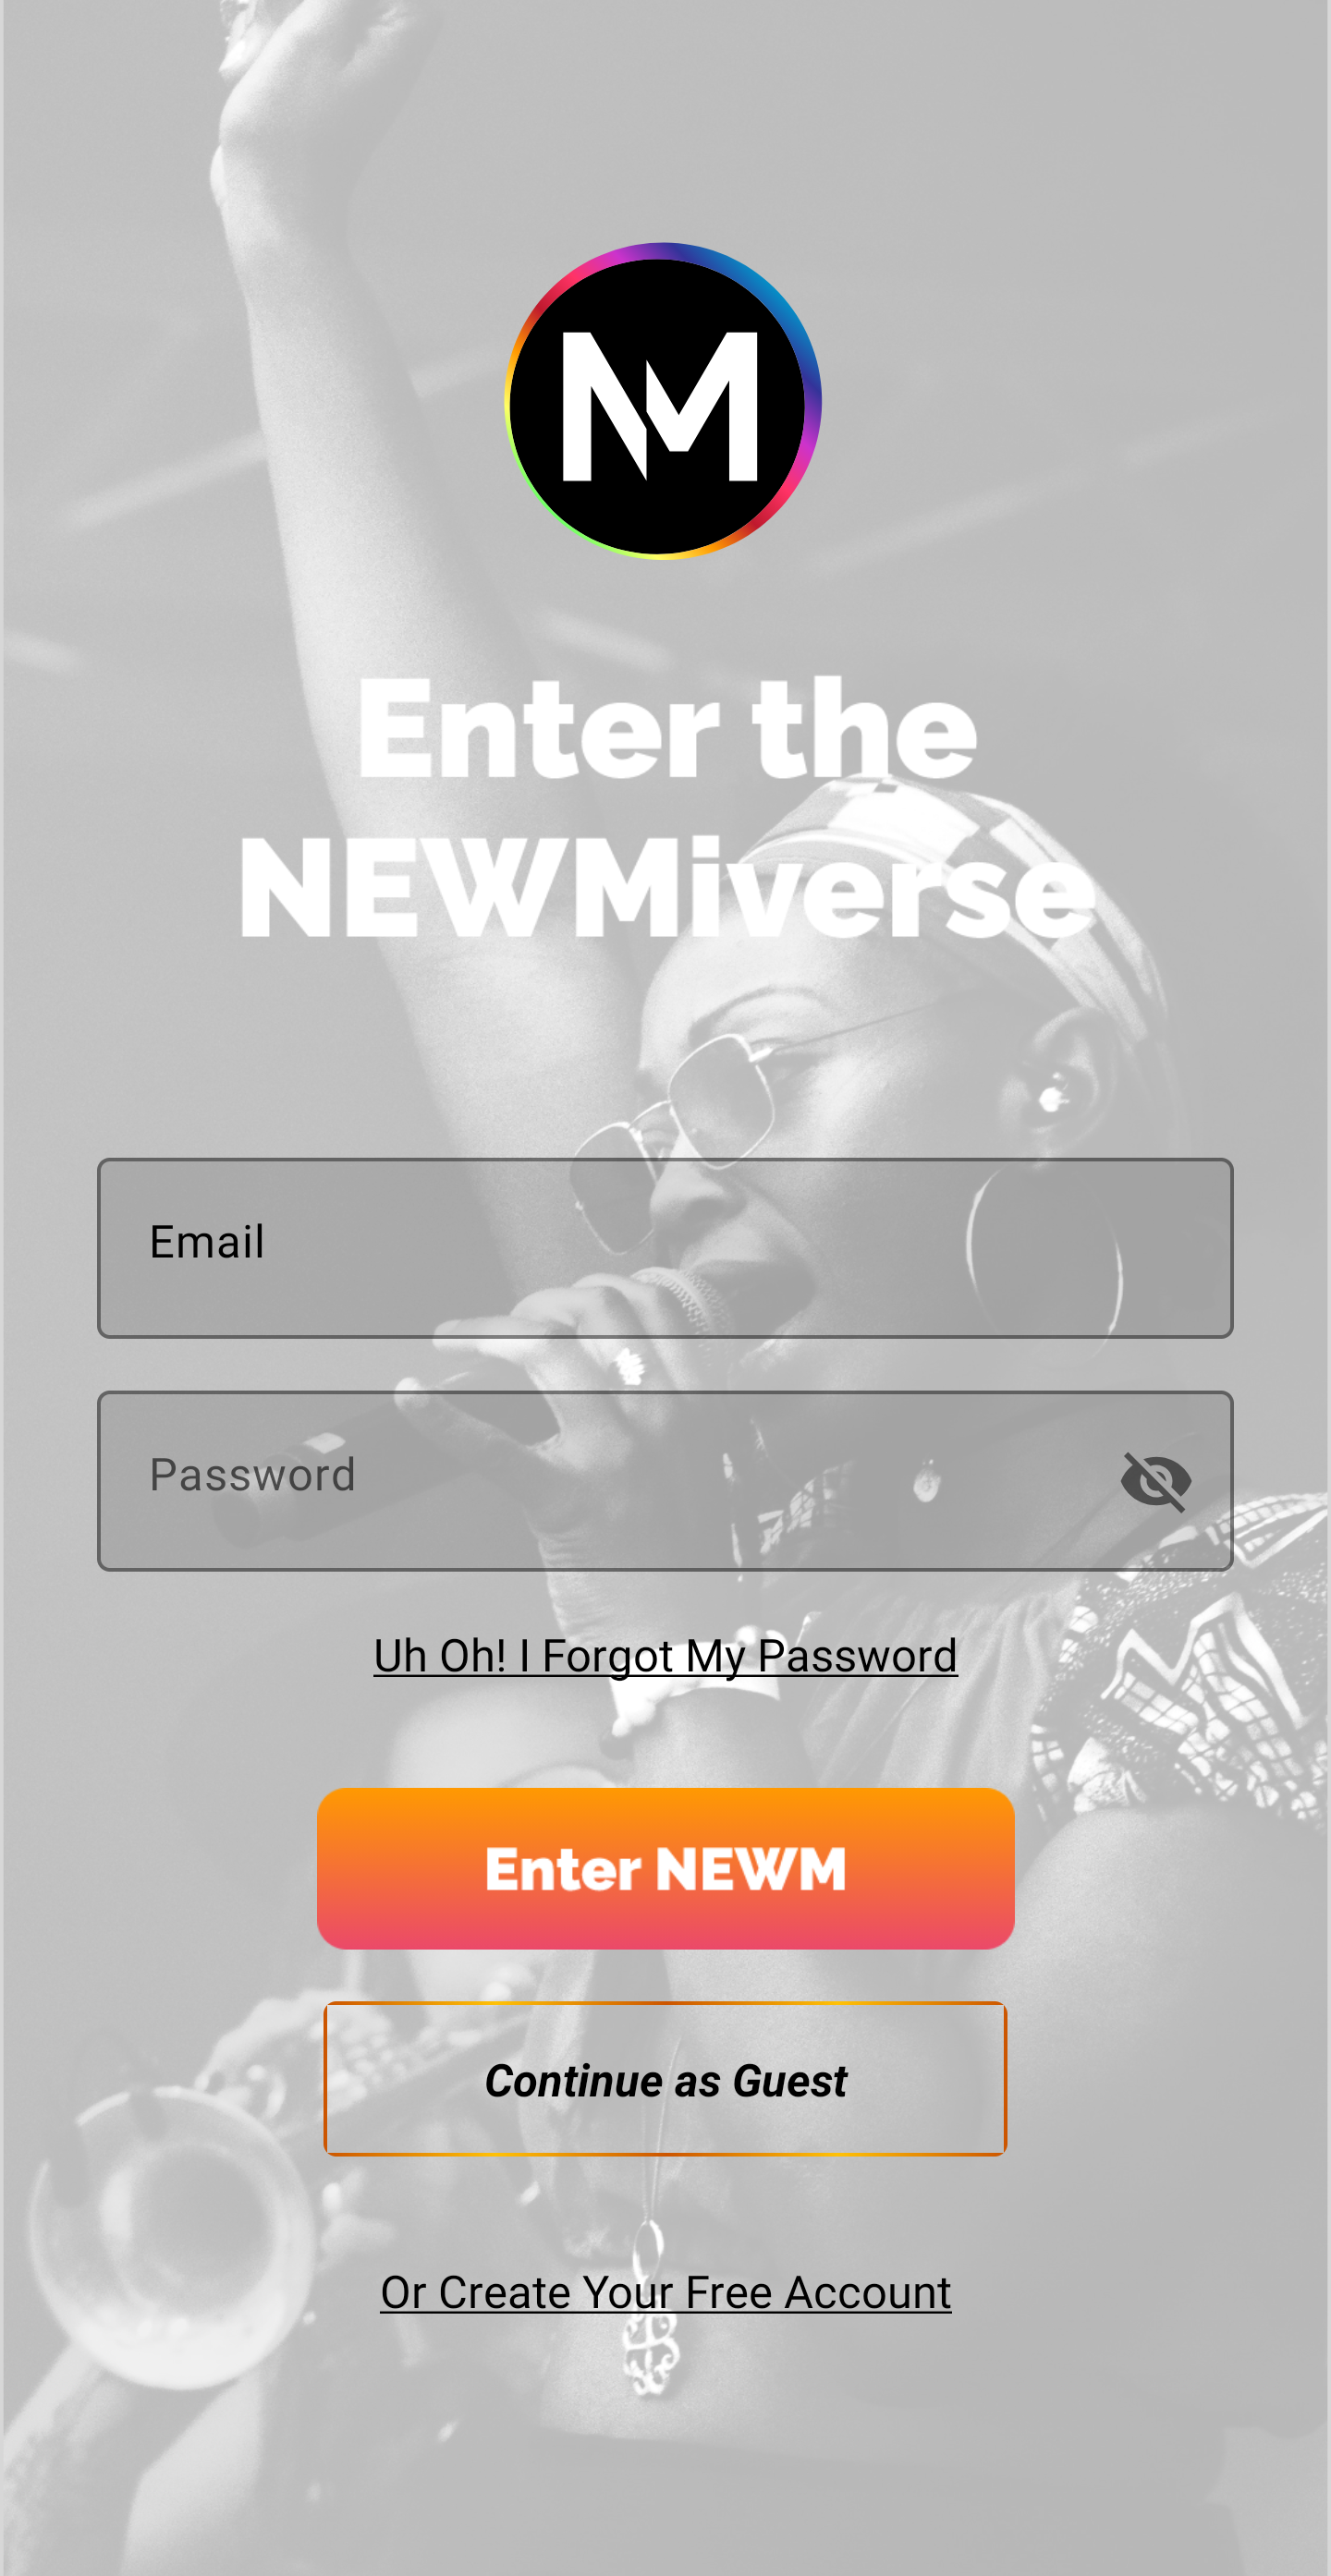 NM
Enter the
NEWMiverse
Email
Password
Uh Oh! I Forgot My Password
Enter NEWM
Continue as Guest
Or Create Your Free Account